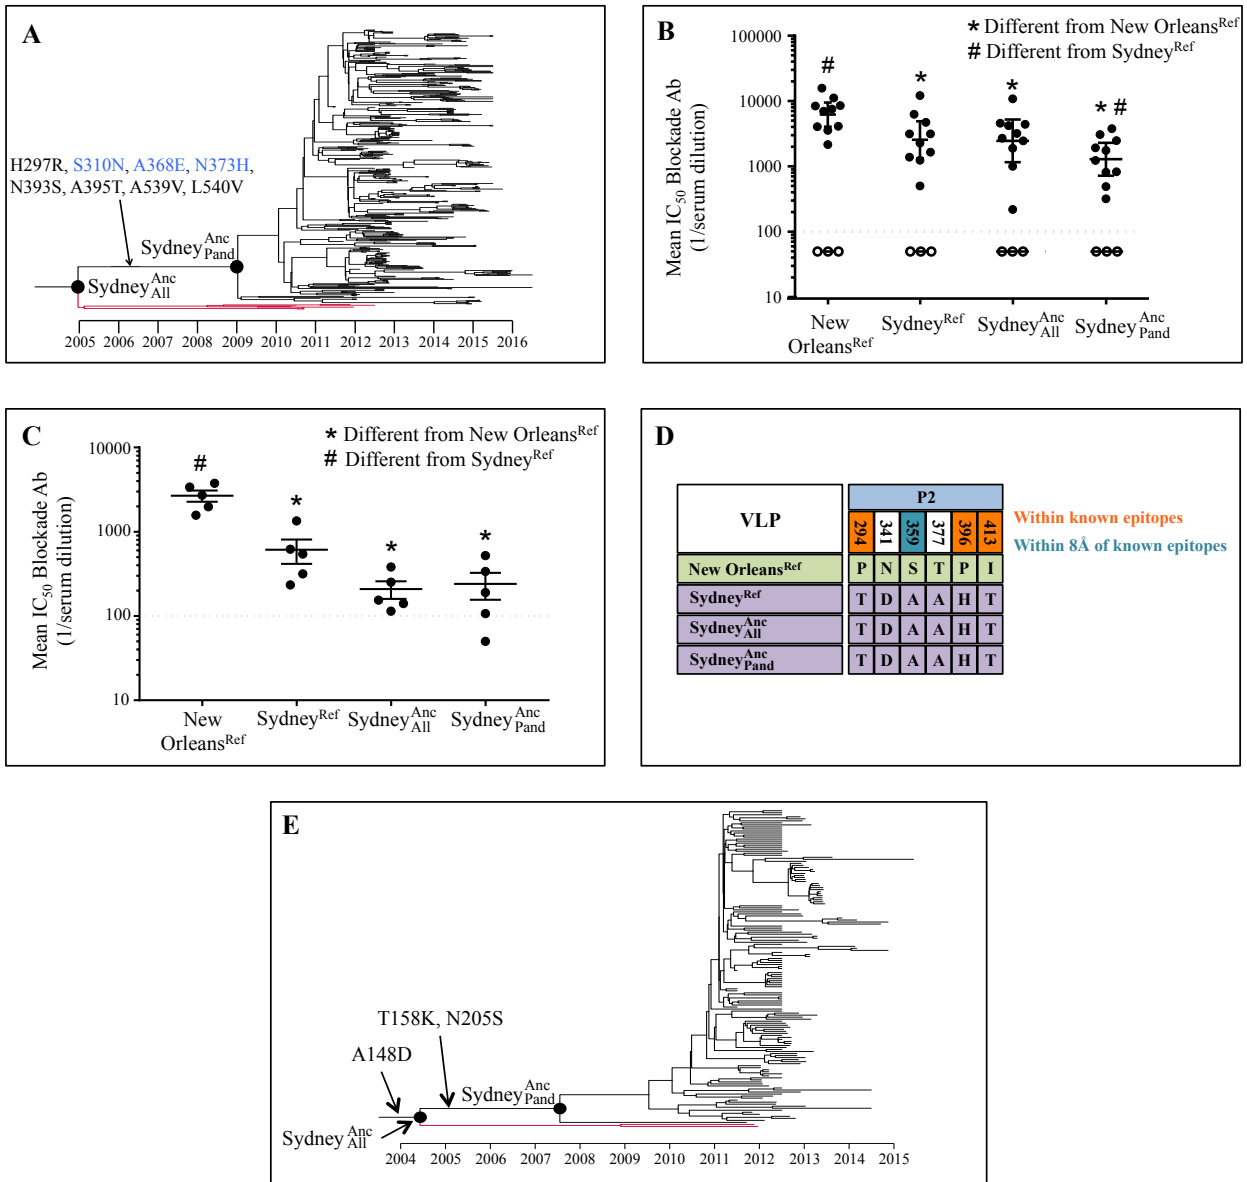 A
H297R, S310N, A368E, N373H,
N393S, A395T, A539V, L540V
Sydney Anc Pand
Sydney Anc All
2005 2006 2007 2008 2009 2010 2011 2012 2013 2014 2015 2016
B
* Different from New Orleans Ref
# Different from Sydney Ref
Mean IC50 Blockade Ab
(1/serum dilution)
100000
10000
1000
100
10
# * * * #
New Orleans Ref
Sydney Ref
Sydney Anc All
Sydney Anc Pand
C
* Different from New Orleans Ref
# Different from Sydney Ref
Mean IC50 Blockade Ab
(1/serum dilution)
10000
1000
100
10
# * * *
New Orleans Ref
Sydney Ref
Sydney Anc All
Sydney Anc Pand
D
VLP P2
294 341 359 377 396 413
Within known epitopes
Within 8Å of known epitopes
New Orleans Ref P N S T P I
Sydney Ref T D A A H T
Sydney Anc All T D A A H T
Sydney Anc Pand T D A A H T
E
T158K, N205S
A148D
Sydney Anc Pand
Sydney Anc All
2004 2005 2006 2007 2008 2009 2010 2011 2012 2013 2014 2015